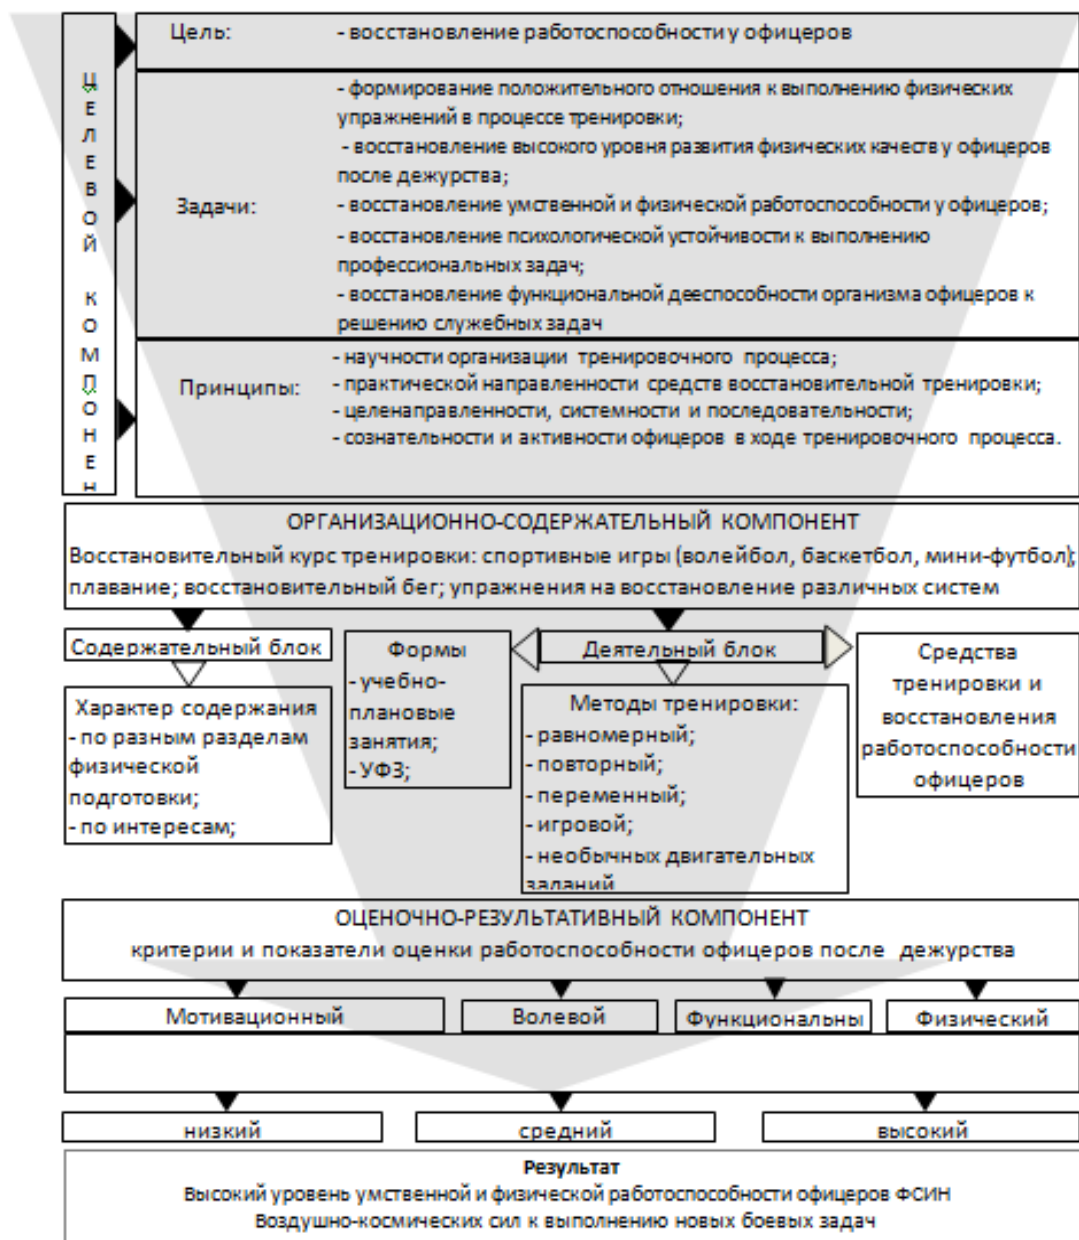 ЦЕЛЕВОЙ КОМПОНЕН
Цель: - восстановление работоспособности у офицеров
Задачи:
- формирование положительного отношения к выполнению физических
упражнений в процессе тренировки;
- восстановление высокого уровня развития физических качеств у офицеров
после дежурства;
- восстановление умственной и физической работоспособности у офицеров;
- восстановление психологической устойчивости к выполнению
профессиональных задач;
- восстановление функциональной дееспособности организма офицеров к
решению служебных задач
Принципы:
- научности организации тренировочного процесса;
- практической направленности средств восстановительной тренировки;
- целенаправленности, системности и последовательности;
- сознательности и активности офицеров в ходе тренировочного процесса.
ОРГАНИЗАЦИОННО-СОДЕРЖАТЕЛЬНЫЙ КОМПОНЕНТ
Восстановительный курс тренировки: спортивные игры (волейбол, баскетбол, мини-футбол);
плавание; восстановительный бег; упражнения на восстановление различных систем
Содержательный блок
Характер содержания
- по разным разделам
физической
подготовки;
- по интересам;
Формы
- учебно-
плановые
занятия;
- УФЗ;
Деятельный блок
Методы тренировки:
- равномерный;
- повторный;
- переменный;
- игровой;
- необычных двигательных
заданий
Средства
тренировки и
восстановления
работоспособности
офицеров
ОЦЕНОЧНО-РЕЗУЛЬТАТИВНЫЙ КОМПОНЕНТ
критерии и показатели оценки работоспособности офицеров после дежурства
Мотивационный
Волевой
Функциональны
Физический
низкий
средний
высокий
Результат
Высокий уровень умственной и физической работоспособности офицеров ФСИН
Воздушно-космических сил к выполнению новых боевых задач